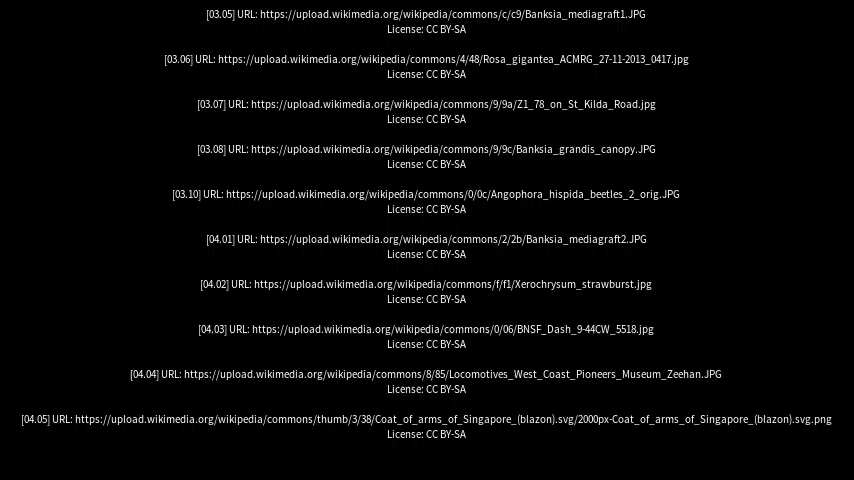 [03.05] URL: https://upload.wikimedia.org/wikipedia/commons/c/c9/Banksia_mediagraft1.JPG
License: CC BY-SA
[03.06] URL: https://upload.wikimedia.org/wikipedia/commons/4/48/Rosa_gigantea_ACMRG_27-11-2013_0417.jpg
License: CC BY-SA
[03.07] URL: https://upload.wikimedia.org/wikipedia/commons/9/9a/Z1_78_on_St_Kilda_Road.jpg
License: CC BY-SA
[03.08] URL: https://upload.wikimedia.org/wikipedia/commons/9/9c/Banksia_grandis_canopy.JPG
License: CC BY-SA
[03.10] URL: https://upload.wikimedia.org/wikipedia/commons/0/0c/Angophora_hispida_beetles_2_orig.JPG
License: CC BY-SA
[04.01] URL: https://upload.wikimedia.org/wikipedia/commons/2/2b/Banksia_mediagraft2.JPG
License: CC BY-SA
[04.02] URL: https://upload.wikimedia.org/wikipedia/commons/f/f1/Xerochrysum_strawburst.jpg
License: CC BY-SA
[04.03] URL: https://upload.wikimedia.org/wikipedia/commons/0/06/BNSF_Dash_9-44CW_5518.jpg
License: CC BY-SA
[04.04] URL: https://upload.wikimedia.org/wikipedia/commons/8/85/Locomotives_West_Coast_Pioneers_Museum_Zeehan.JPG
License: CC BY-SA
[04.05] URL: https://upload.wikimedia.org/wikipedia/commons/thumb/3/38/Coat_of_arms_of_Singapore_(blazon).svg/2000px-Coat_of_arms_of_Singapore_(blazon).svg.png
License: CC BY-SA